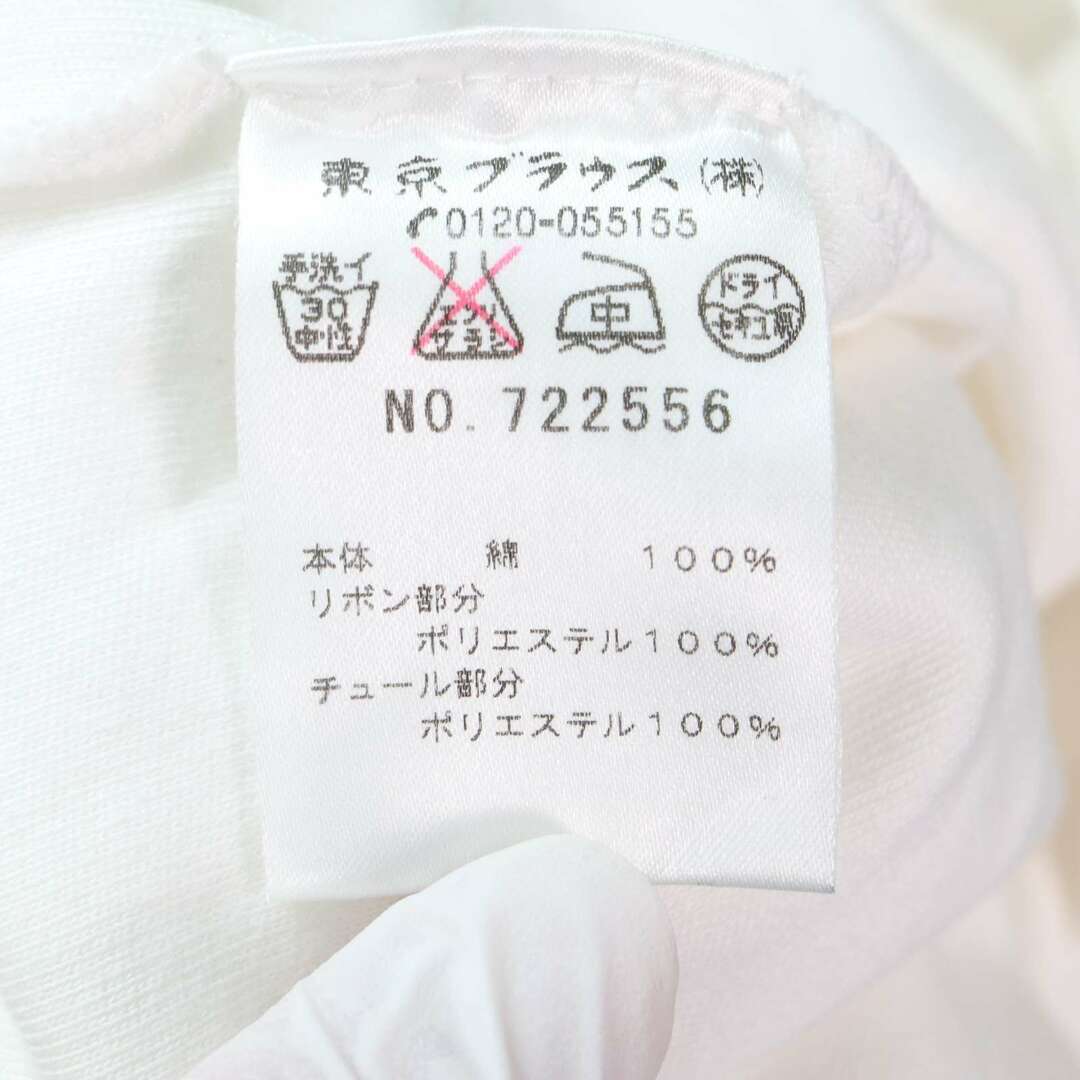 東京ブラウス(株)
0120-055155
手洗イ
30
中性
エンソ
サラシ
中
ドライ
セキユ系
NO. 722556
本体 綿 100%
リボン部分
ポリエステル100%
チュール部分
ポリエステル100%